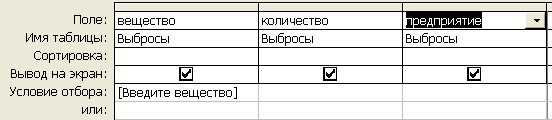 Поле: вещество количество предприятие
Имя таблицы: Выбросы Выбросы Выбросы
Сортировка:
Вывод на экран:
Условие отбора: [Введите вещество]
или: